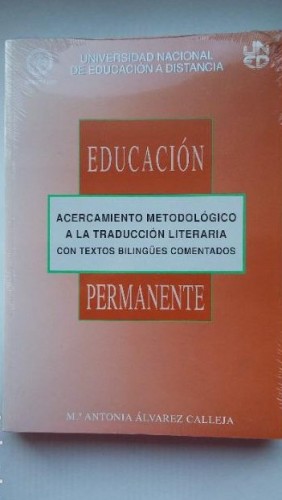 UNIVERSIDAD NACIONAL
DE EDUCACIÓN A DISTANCIA
UNED
EDUCACIÓN
ACERCAMIENTO METODOLÓGICO
A LA TRADUCCIÓN LITERARIA
CON TEXTOS BILINGÜES COMENTADOS
PERMANENTE
M.ª ANTONIA ÁLVAREZ CALLEJA